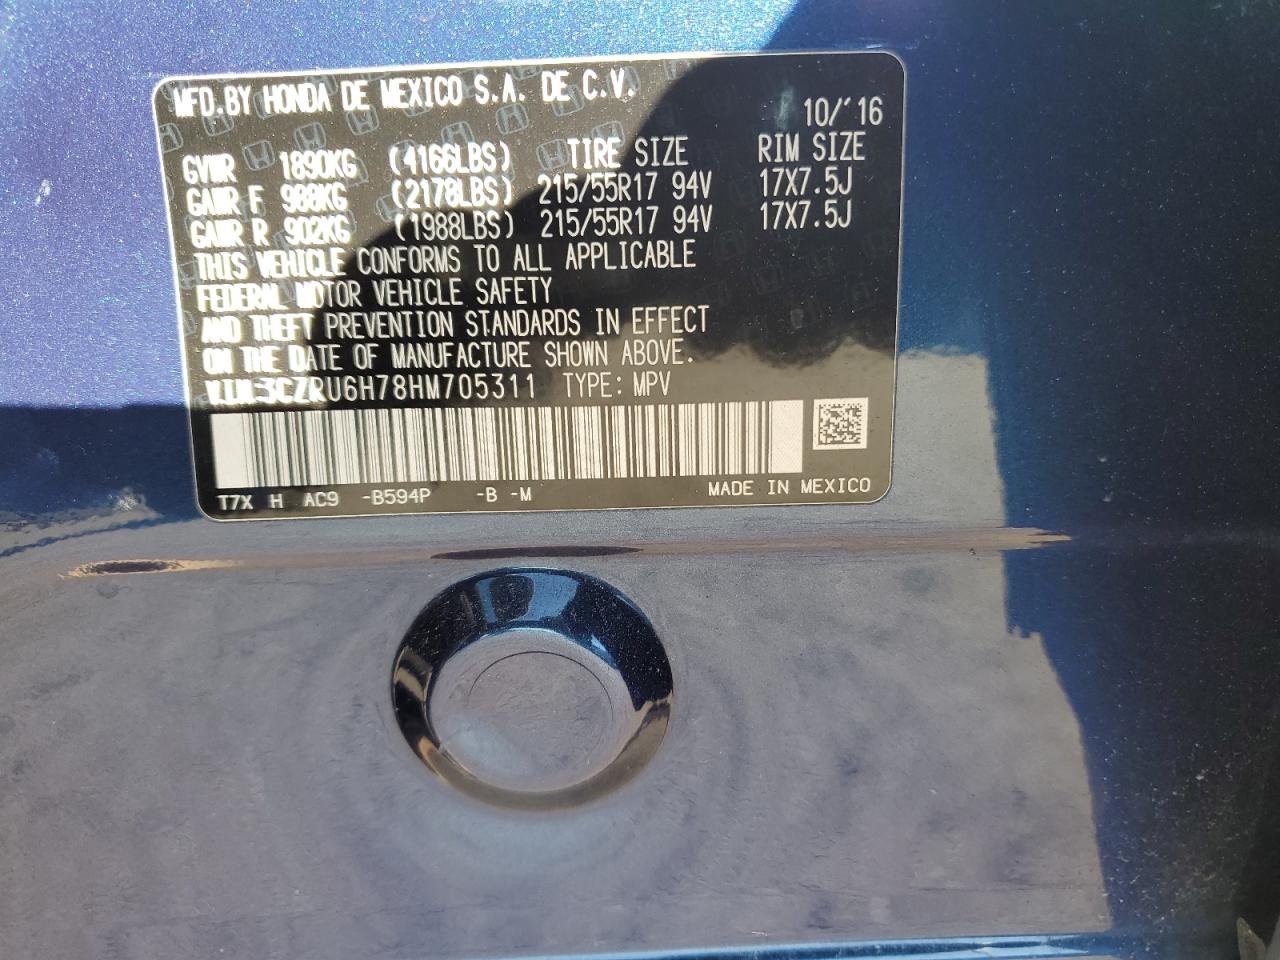 MFD.BY HONDA DE MEXICO S.A. DE C.V.
10/'16
GVWR 1890KG (4166LBS) TIRE SIZE RIM SIZE
GAWR F 988KG (2178LBS) 215/55R17 94V 17X7.5J
GAWR R 902KG (1988LBS) 215/55R17 94V 17X7.5J
THIS VEHICLE CONFORMS TO ALL APPLICABLE
FEDERAL MOTOR VEHICLE SAFETY
AND THEFT PREVENTION STANDARDS IN EFFECT
ON THE DATE OF MANUFACTURE SHOWN ABOVE.
VIN: 3CZRU6H78HM705311 TYPE: MPV
T7X H AC9 -B594P -B -M MADE IN MEXICO